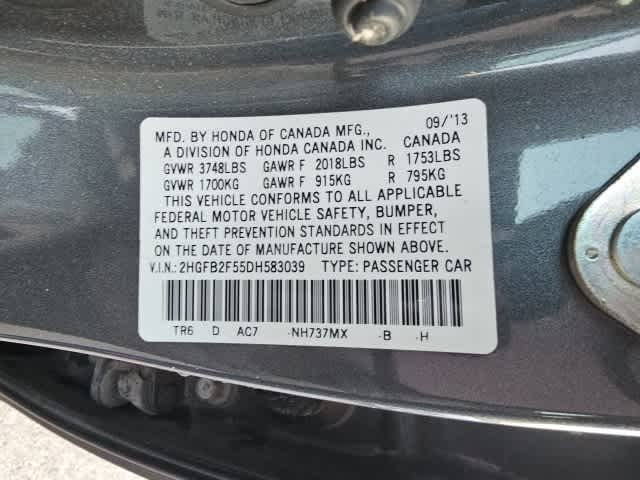 09/'13
MFD. BY HONDA OF CANADA MFG., CANADA
A DIVISION OF HONDA CANADA INC.
GVWR 3748LBS GAWR F 2018LBS R 1753LBS
GVWR 1700KG GAWR F 915KG R 795KG
THIS VEHICLE CONFORMS TO ALL APPLICABLE
FEDERAL MOTOR VEHICLE SAFETY, BUMPER,
AND THEFT PREVENTION STANDARDS IN EFFECT
ON THE DATE OF MANUFACTURE SHOWN ABOVE.
V.I.N.: 2HGFB2F55DH583039 TYPE: PASSENGER CAR
TR6 D AC7 -NH737MX -B -H